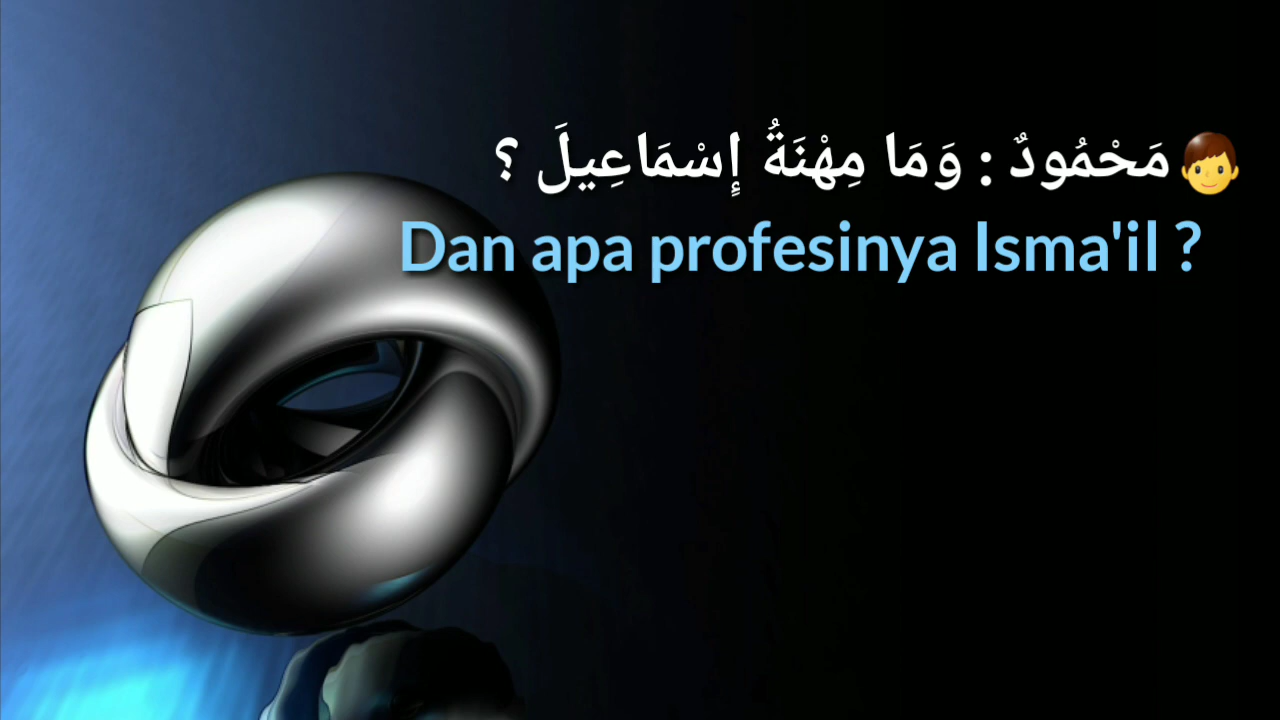 مَحْمُودٌ : وَمَا مِهْنَةُ إِسْمَاعِيلَ ؟
Dan apa profesinya Isma'il ?